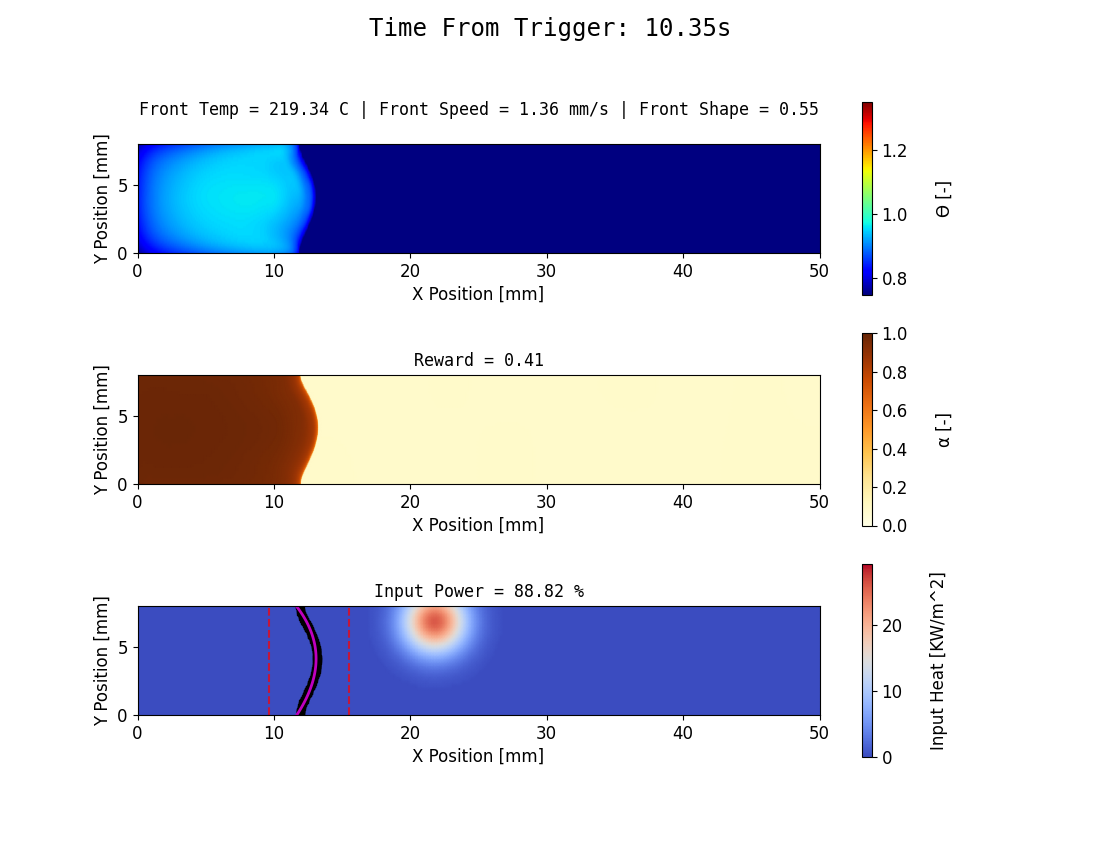 Time From Trigger: 10.35s
Front Temp = 219.34 C | Front Speed = 1.36 mm/s | Front Shape = 0.55
Y Position [mm]
5
0
0 10 20 30 40 50
X Position [mm]
1.2
1.0
0.8
Θ [-]
Reward = 0.41
Y Position [mm]
5
0
0 10 20 30 40 50
X Position [mm]
1.0
0.8
0.6
0.4
0.2
0.0
α [-]
Input Power = 88.82 %
Y Position [mm]
5
0
0 10 20 30 40 50
X Position [mm]
20
10
0
Input Heat [KW/m^2]